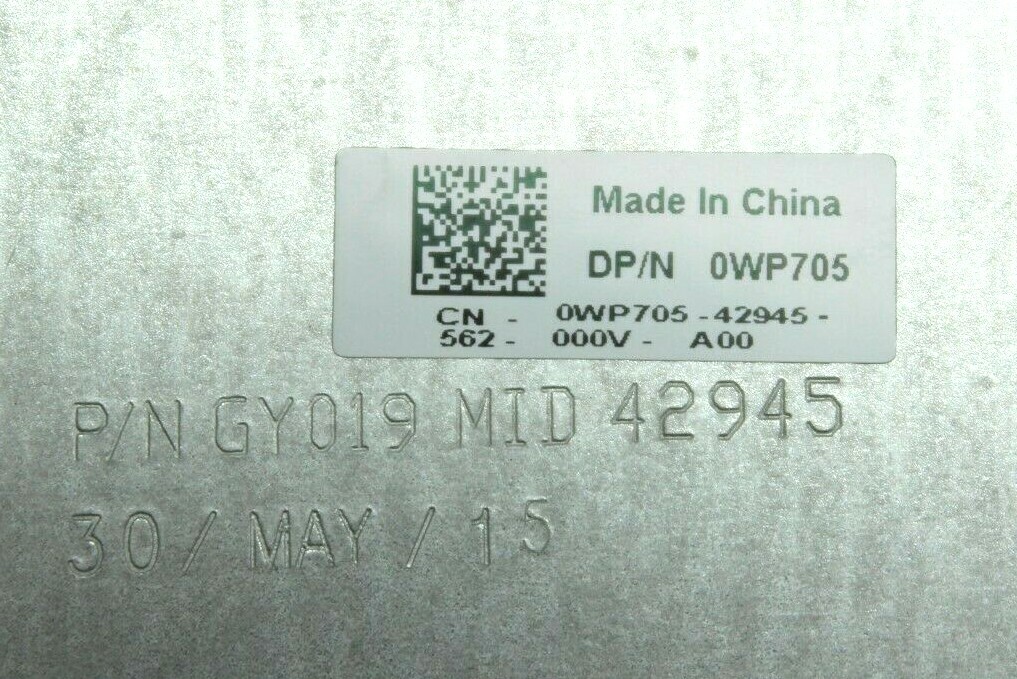 Made In China
DP/N 0WP705
CN - 0WP705 -42945-
562- 000V - A00
P/N GY019 MID 42945
30/MAY/15